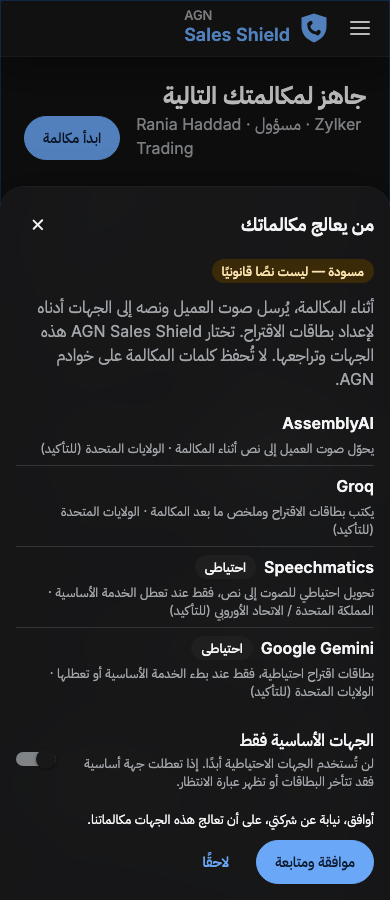 AGN
Sales Shield
جاهز لمكالمتك التالية
Rania Haddad · مسؤول · Zylker
Trading
ابدأ مكالمة
من يعالج مكالماتك
مسودة — ليست نصًا قانونيًا
أثناء المكالمة، يُرسل صوت العميل ونصه إلى الجهات أدناه
لإعداد بطاقات الاقتراح. تختار AGN Sales Shield هذه
الجهات وتراجعها. لا تُحفظ كلمات المكالمة على خوادم
AGN.
AssemblyAI
يحوّل صوت العميل إلى نص أثناء المكالمة · الولايات المتحدة (للتأكيد)
Groq
يكتب بطاقات الاقتراح وملخص ما بعد المكالمة · الولايات المتحدة
(للتأكيد)
Speechmatics احتياطي
تحويل احتياطي للصوت إلى نص، فقط عند تعطل الخدمة الأساسية ·
المملكة المتحدة / الاتحاد الأوروبي (للتأكيد)
Google Gemini احتياطي
بطاقات اقتراح احتياطية، فقط عند بطء الخدمة الأساسية أو تعطلها ·
الولايات المتحدة (للتأكيد)
الجهات الأساسية فقط
لن تُستخدم الجهات الاحتياطية أبدًا. إذا تعطلت جهة أساسية
فقد تتأخر البطاقات أو تظهر عبارة الانتظار.
أوافق، نيابة عن شركتي، على أن تعالج هذه الجهات مكالماتنا.
موافقة ومتابعة
لاحقًا